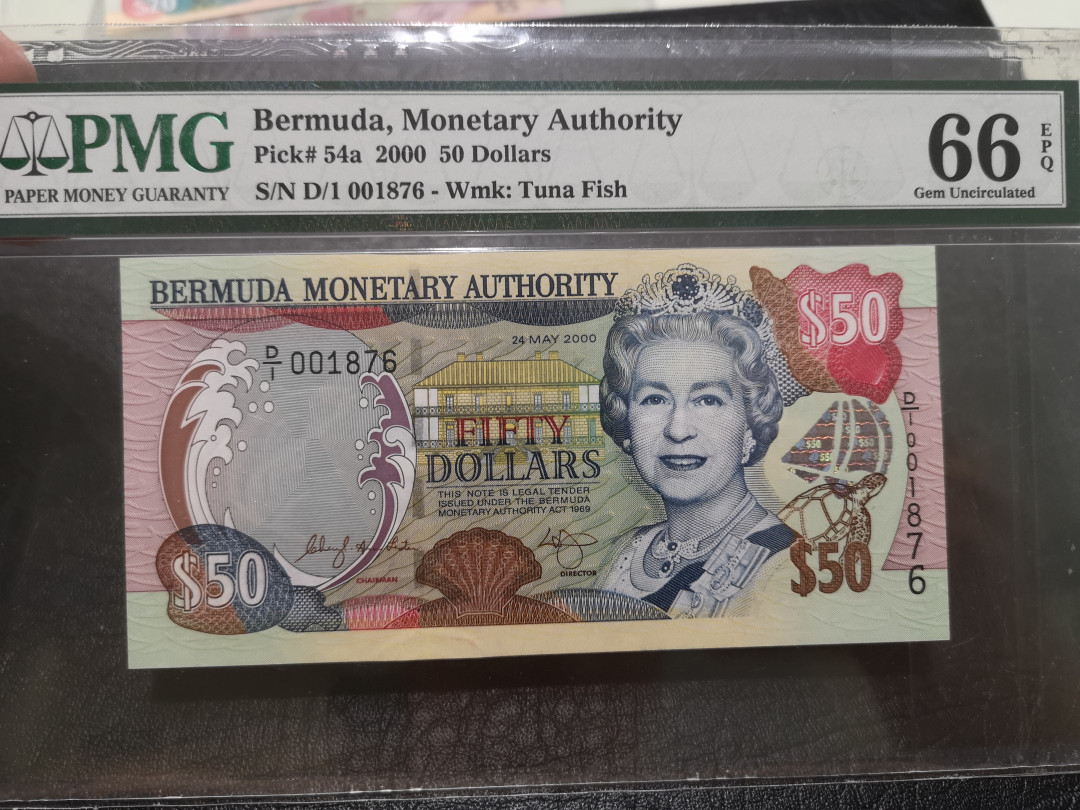 PMG
PAPER MONEY GUARANTY
Bermuda, Monetary Authority
Pick# 54a 2000 50 Dollars
S/N D/1 001876 - Wmk: Tuna Fish
66
EPQ
Gem Uncirculated
BERMUDA MONETARY AUTHORITY
$50
24 MAY 2000
D/1 001876
FIFTY
DOLLARS
THIS NOTE IS LEGAL TENDER
ISSUED UNDER THE BERMUDA
MONETARY AUTHORITY ACT 1969
CHAIRMAN
DIRECTOR
$50
$50
D/1 001876